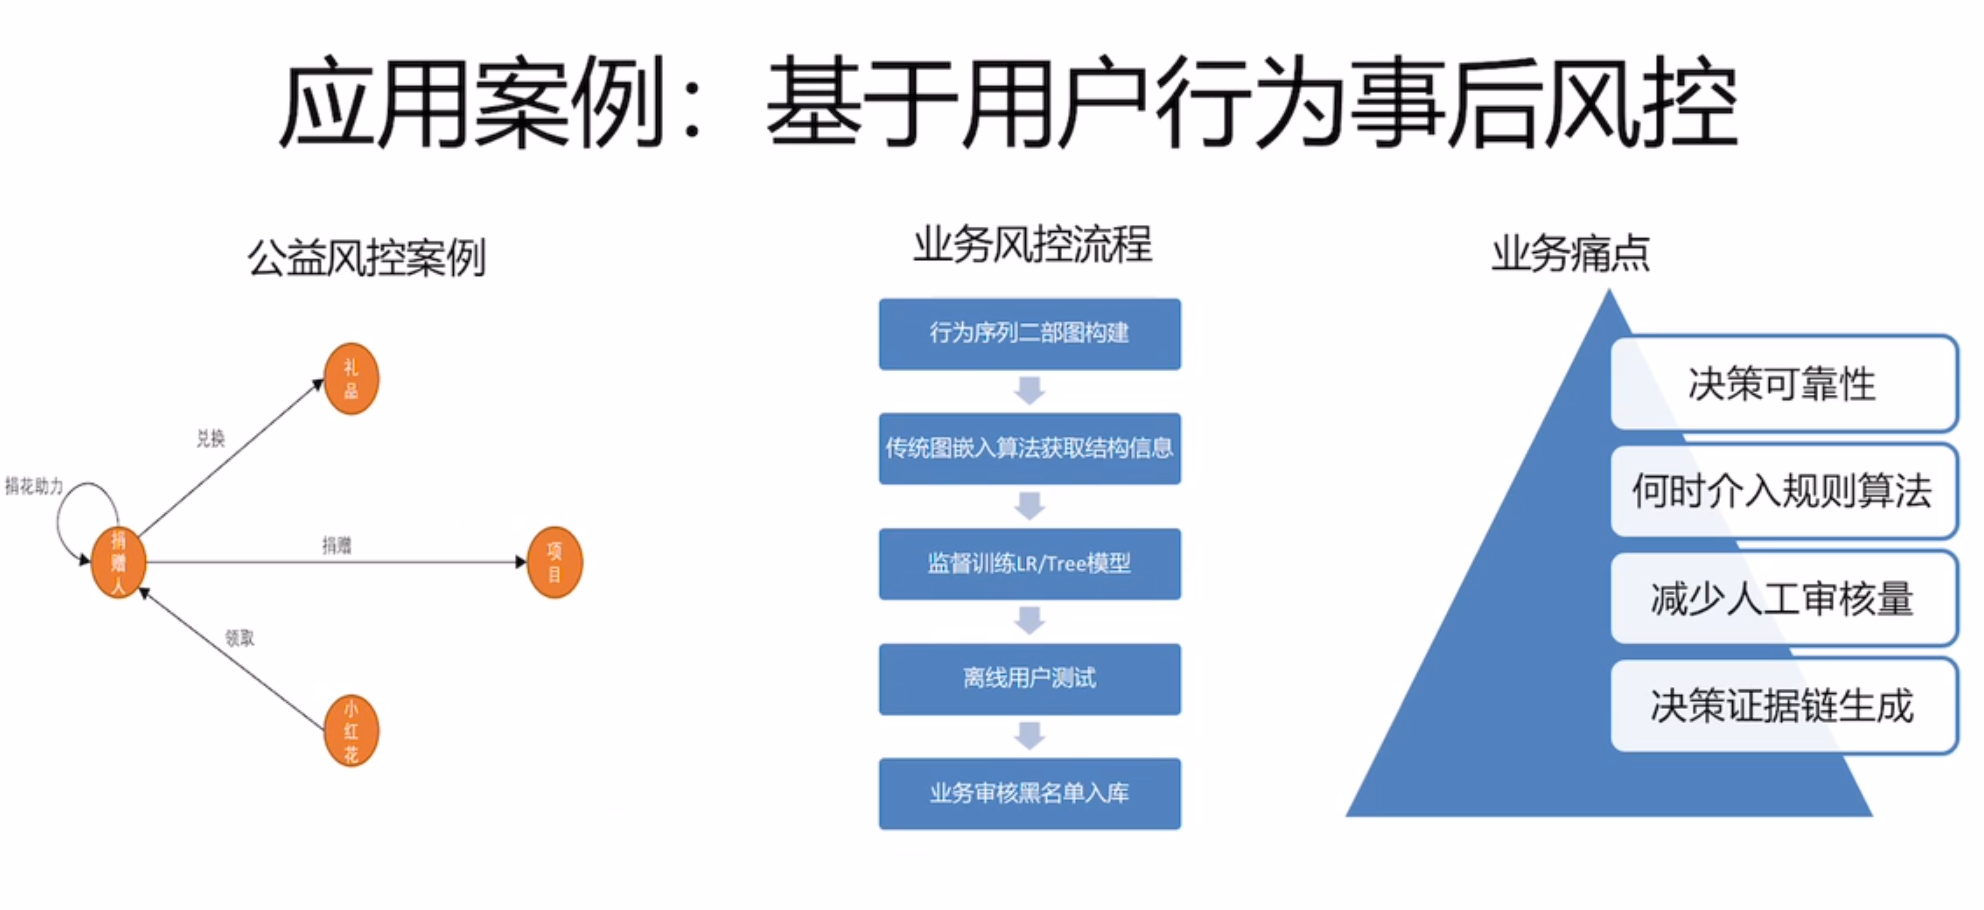 应用案例：基于用户行为事后风控
公益风控案例
礼
品
兑换
捐花助力
捐
赠
人
捐赠
项
目
领取
小
红
花
业务风控流程
行为序列二部图构建
传统图嵌入算法获取结构信息
监督训练LR/Tree模型
离线用户测试
业务审核黑名单入库
业务痛点
决策可靠性
何时介入规则算法
减少人工审核量
决策证据链生成